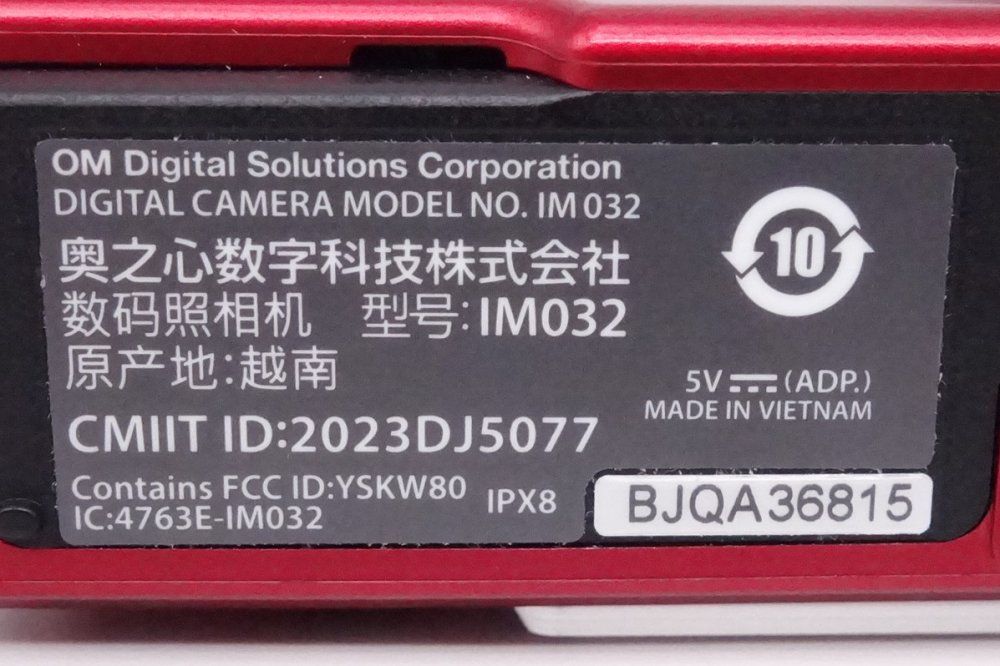 OM Digital Solutions Corporation
DIGITAL CAMERA MODEL NO. IM032
奥之心数字科技株式会社
数码照相机 型号:IM032
原产地:越南
CMIIT ID:2023DJ5077
Contains FCC ID:YSKW80
IC:4763E-IM032
IPX8
10
5V (ADP.)
MADE IN VIETNAM
BJQA36815